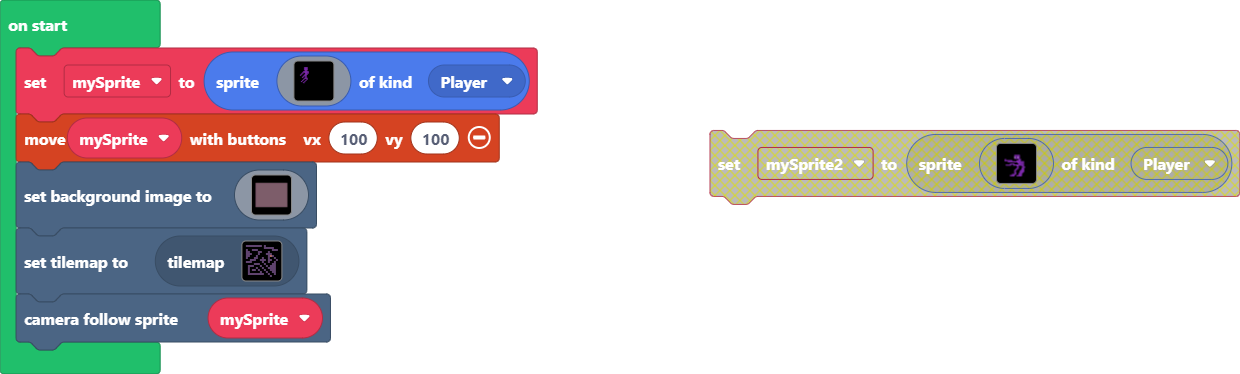 on start
set mySprite to sprite of kind Player
move mySprite with buttons vx 100 vy 100
set background image to
set tilemap to tilemap
camera follow sprite mySprite
set mySprite2 to sprite of kind Player